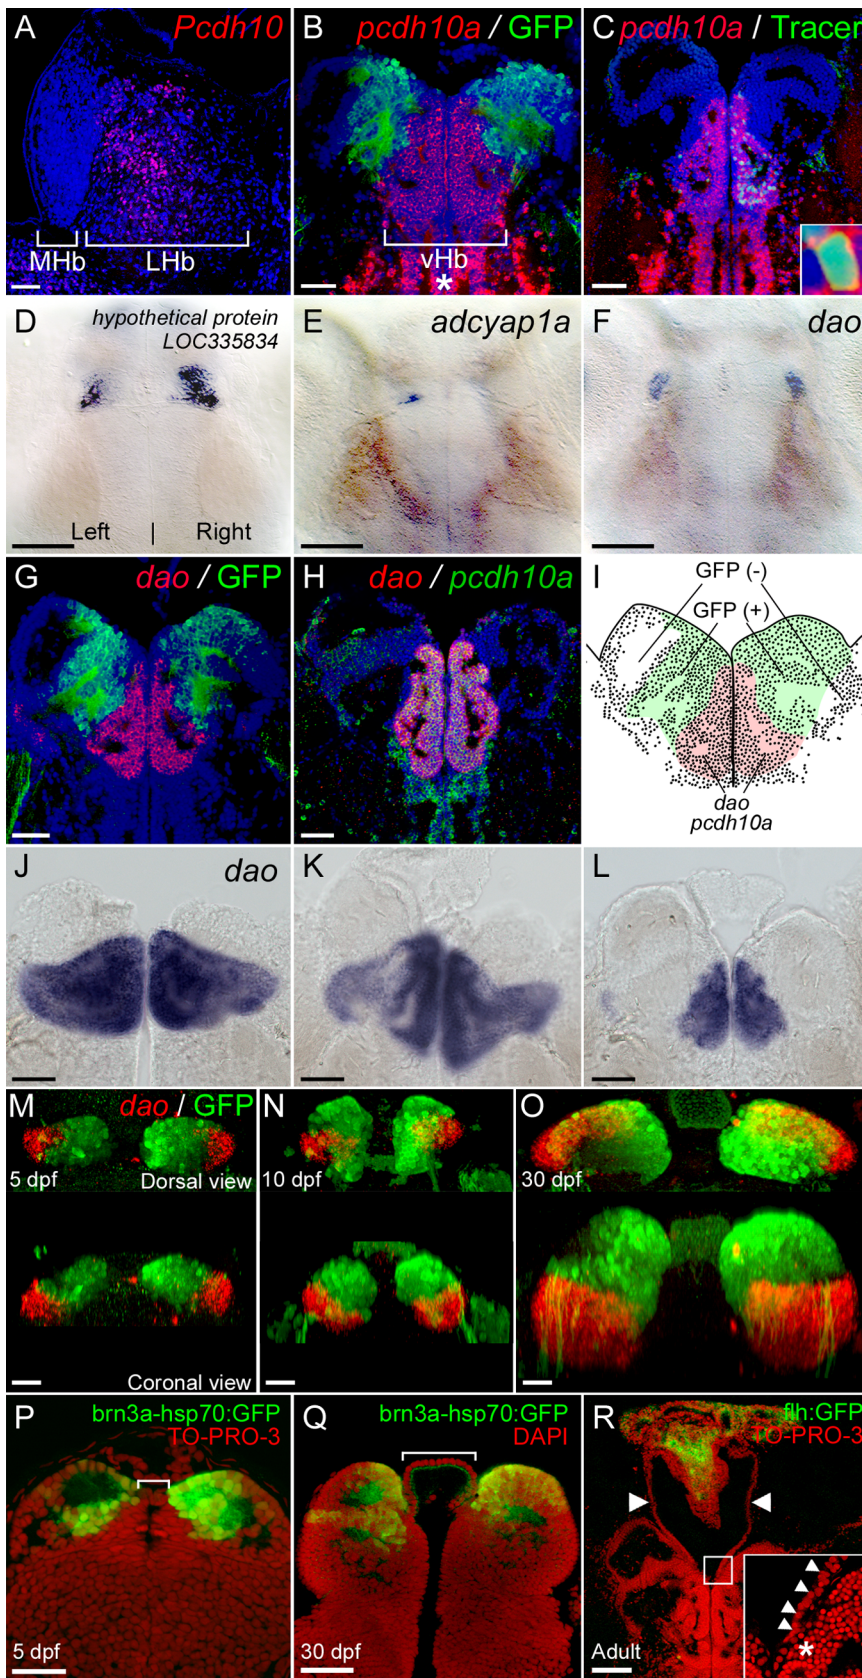 A Pcdh10
MHb LHb
B pcdh10a / GFP
vHb
*
C pcdh10a / Tracer
D hypothetical protein
LOC335834
Left | Right
E adcyap1a
F dao
G dao / GFP
H dao / pcdh10a
I GFP (-)
GFP (+)
dao
pcdh10a
J dao
K
L
M dao / GFP
5 dpf
Dorsal view
Coronal view
N
10 dpf
O
30 dpf
P brn3a-hsp70:GFP
TO-PRO-3
5 dpf
Q brn3a-hsp70:GFP
DAPI
30 dpf
R flh:GFP
TO-PRO-3
Adult
*